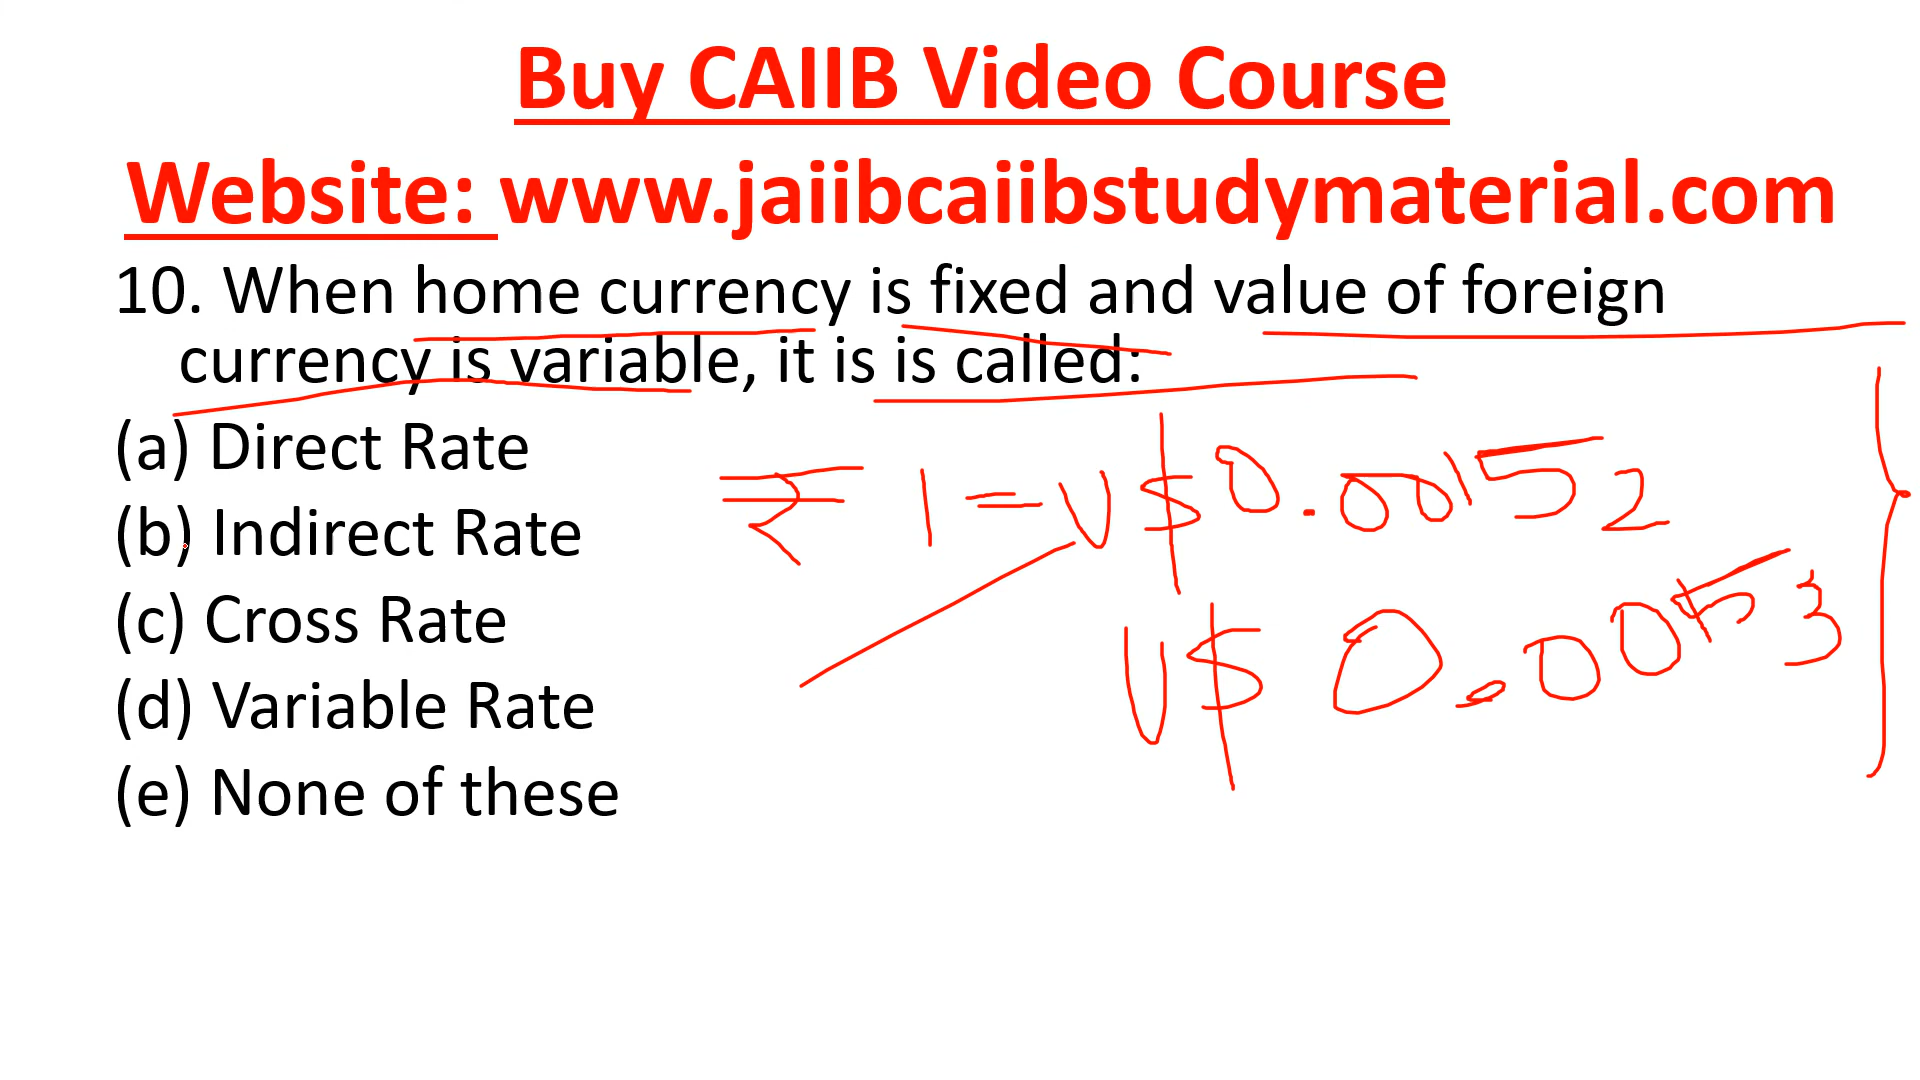 Buy CAIIB Video Course
Website: www.jaiibcaiibstudymaterial.com
10. When home currency is fixed and value of foreign
currency is variable, it is is called:
(a) Direct Rate
(b) Indirect Rate
(c) Cross Rate
(d) Variable Rate
(e) None of these
₹ 1 = U$ 0.00152
U$ 0.00153